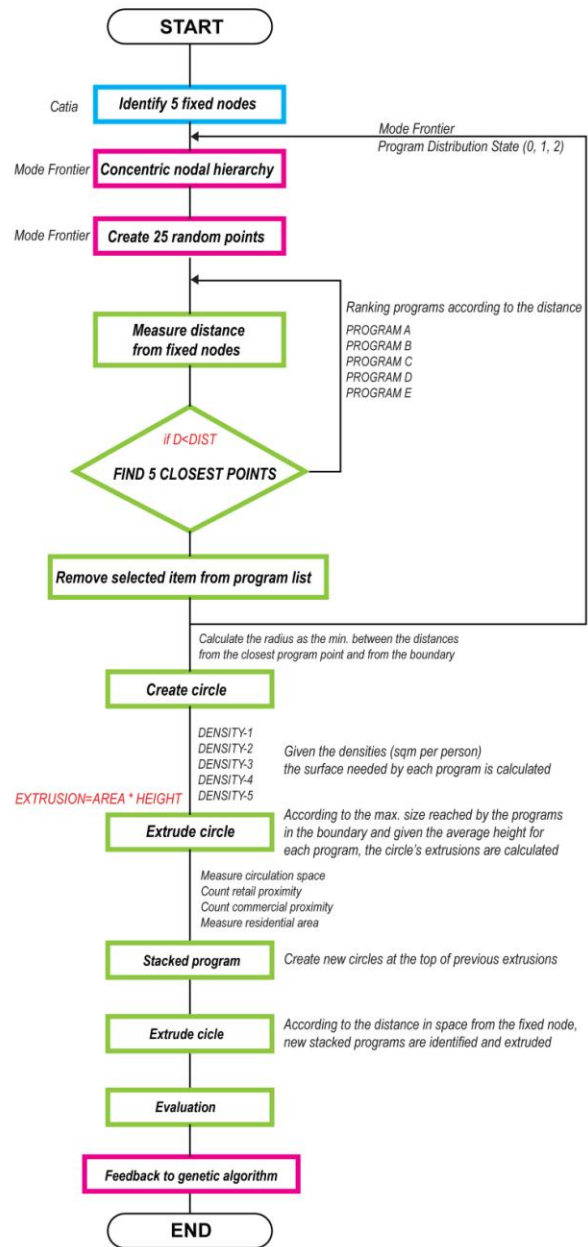 START
Catia
Identify 5 fixed nodes
Mode Frontier
Program Distribution State (0, 1, 2)
Mode Frontier
Concentric nodal hierarchy
Mode Frontier
Create 25 random points
Ranking programs according to the distance
PROGRAM A
PROGRAM B
PROGRAM C
PROGRAM D
PROGRAM E
Measure distance
from fixed nodes
if D<DIST
FIND 5 CLOSEST POINTS
Remove selected item from program list
Calculate the radius as the min. between the distances
from the closest program point and from the boundary
Create circle
DENSITY-1
DENSITY-2
DENSITY-3
DENSITY-4
DENSITY-5
Given the densities (sqm per person)
the surface needed by each program is calculated
EXTRUSION=AREA * HEIGHT
Extrude circle
According to the max. size reached by the programs
in the boundary and given the average height for
each program, the circle's extrusions are calculated
Measure circulation space
Count retail proximity
Count commercial proximity
Measure residential area
Stacked program
Create new circles at the top of previous extrusions
Extrude cicle
According to the distance in space from the fixed node,
new stacked programs are identified and extruded
Evaluation
Feedback to genetic algorithm
END